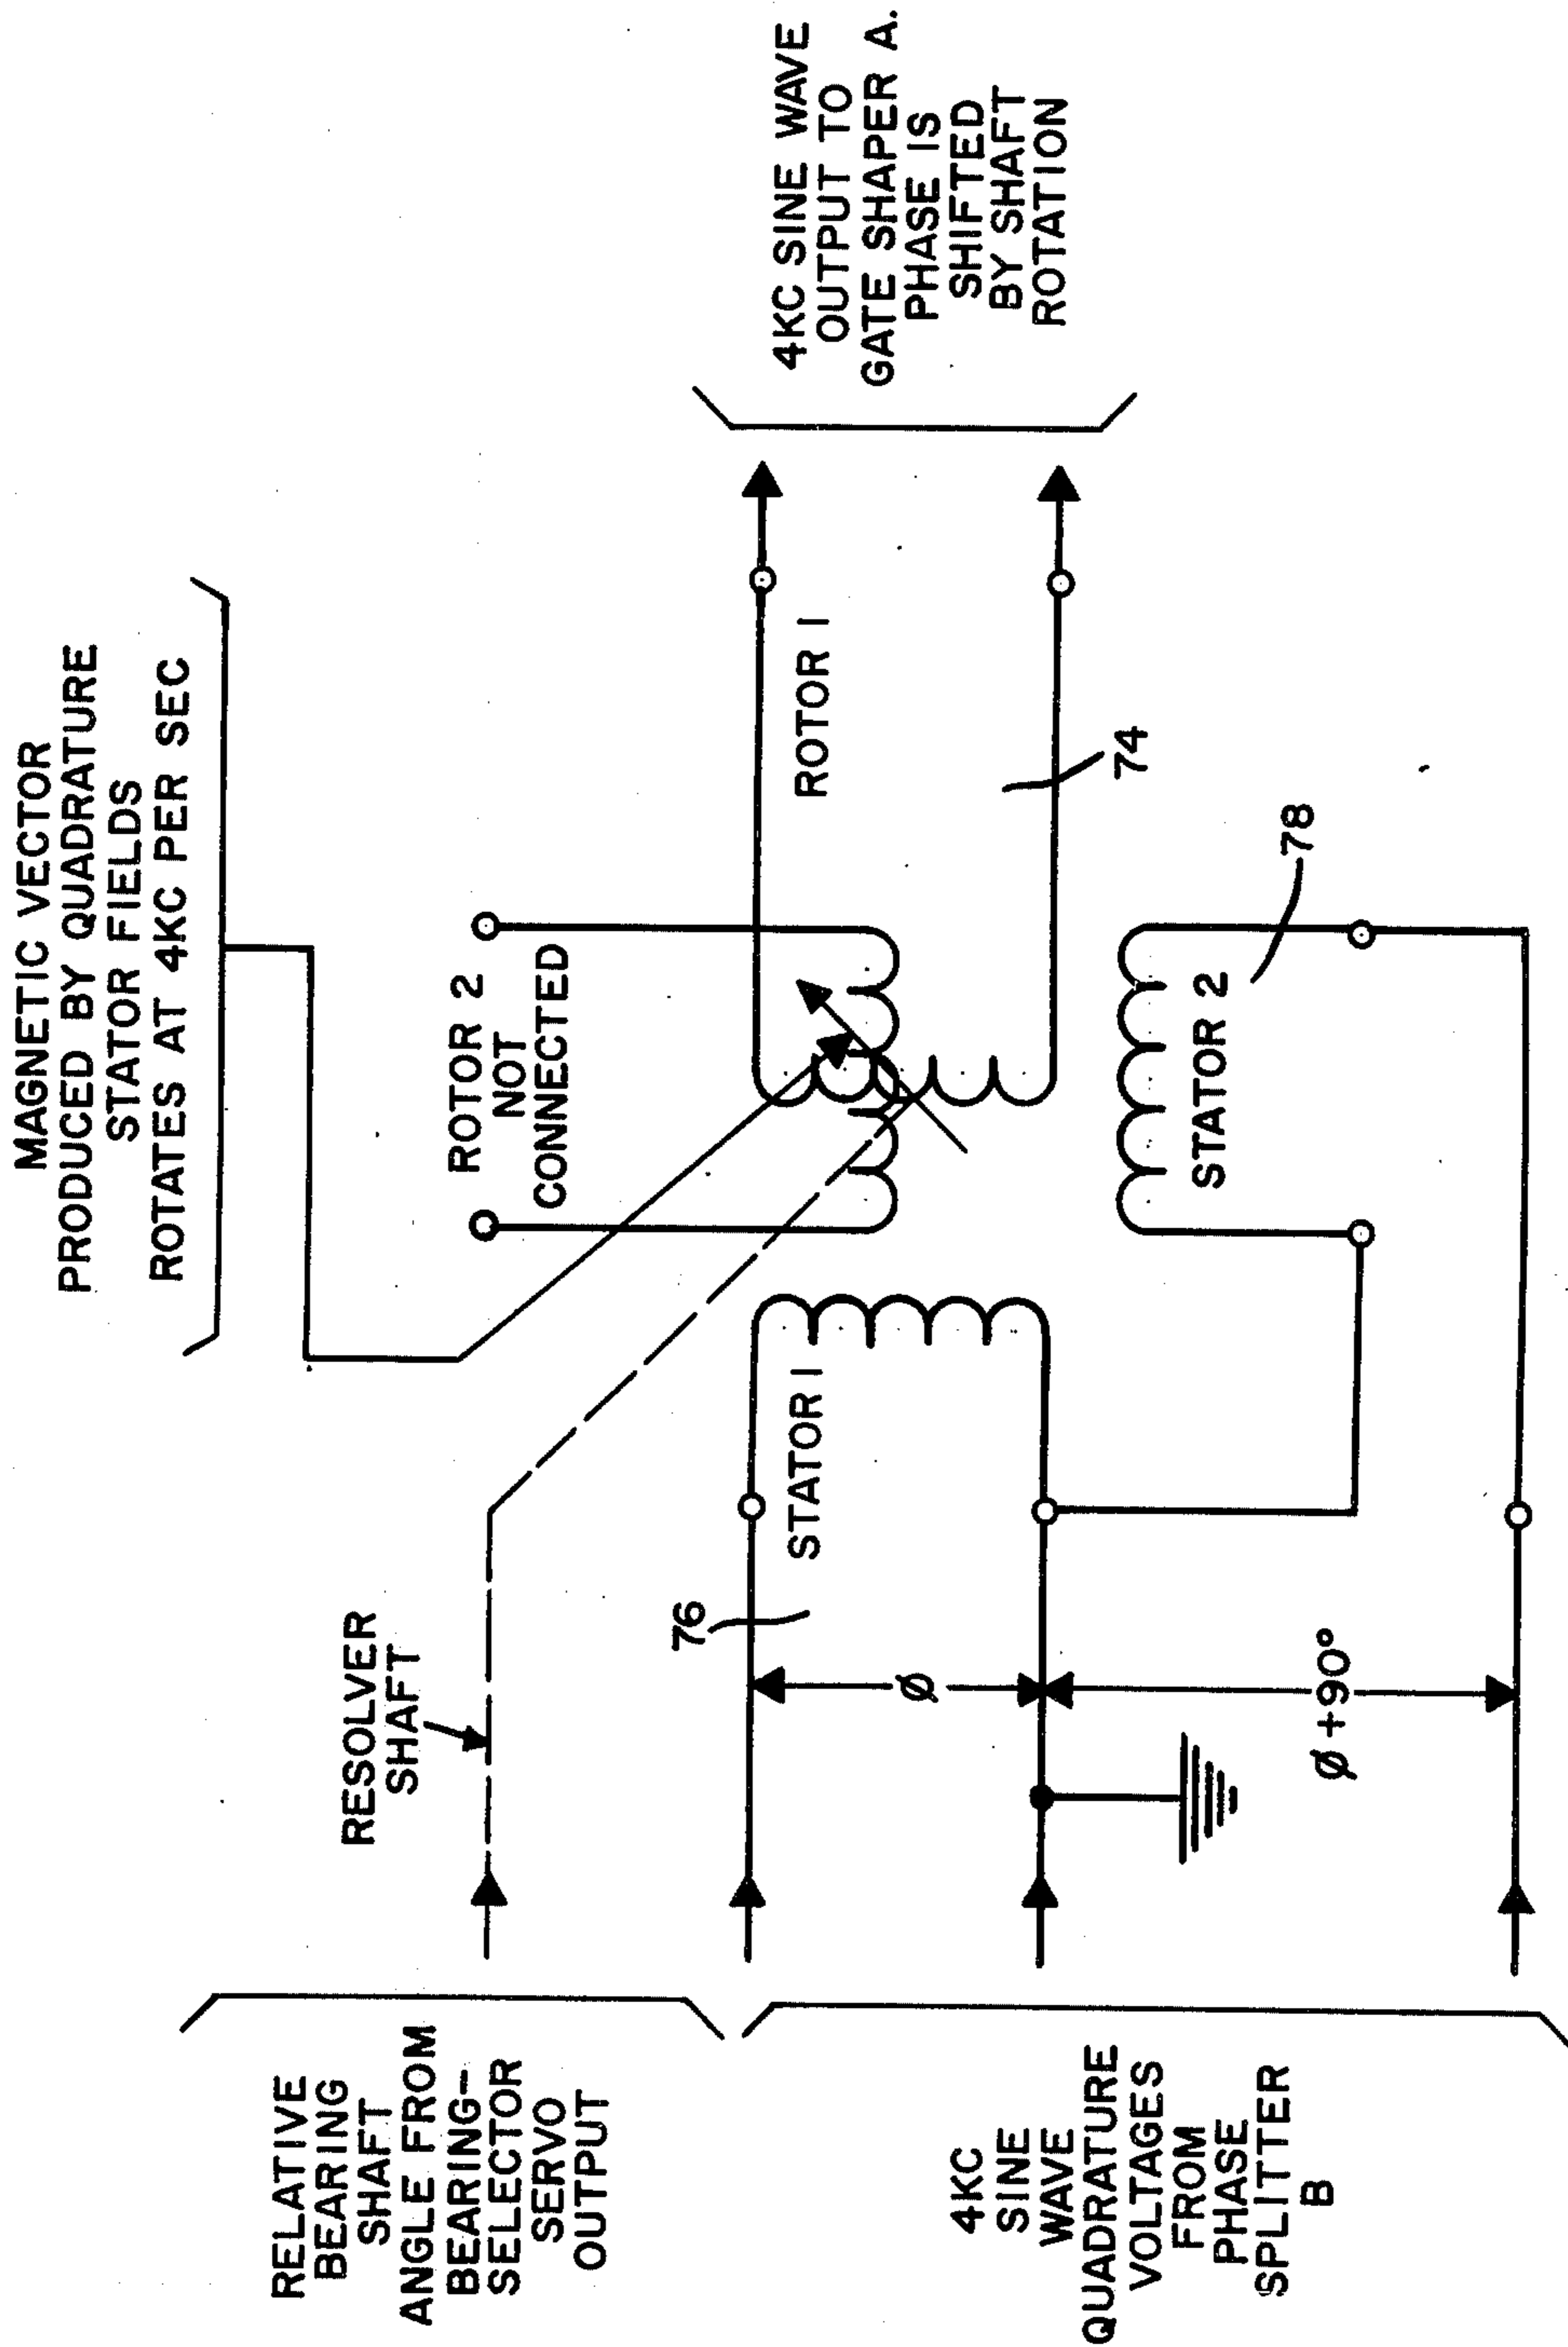 MAGNETIC VECTOR
PRODUCED BY QUADRATURE
STATOR FIELDS
ROTATES AT 4KC PER SEC
RESOLVER
SHAFT
RELATIVE
BEARING
SHAFT
ANGLE FROM
BEARING-
SELECTOR
SERVO
OUTPUT
ROTOR 2
NOT
CONNECTED
76
STATOR 1
ROTOR 1
4KC SINE WAVE
OUTPUT TO
GATE SHAPER A.
PHASE IS
SHIFTED
BY SHAFT
ROTATION
Ø
74
4KC
SINE
WAVE
QUADRATURE
VOLTAGES
FROM
PHASE
SPLITTER
B
STATOR 2
78
Ø+90°